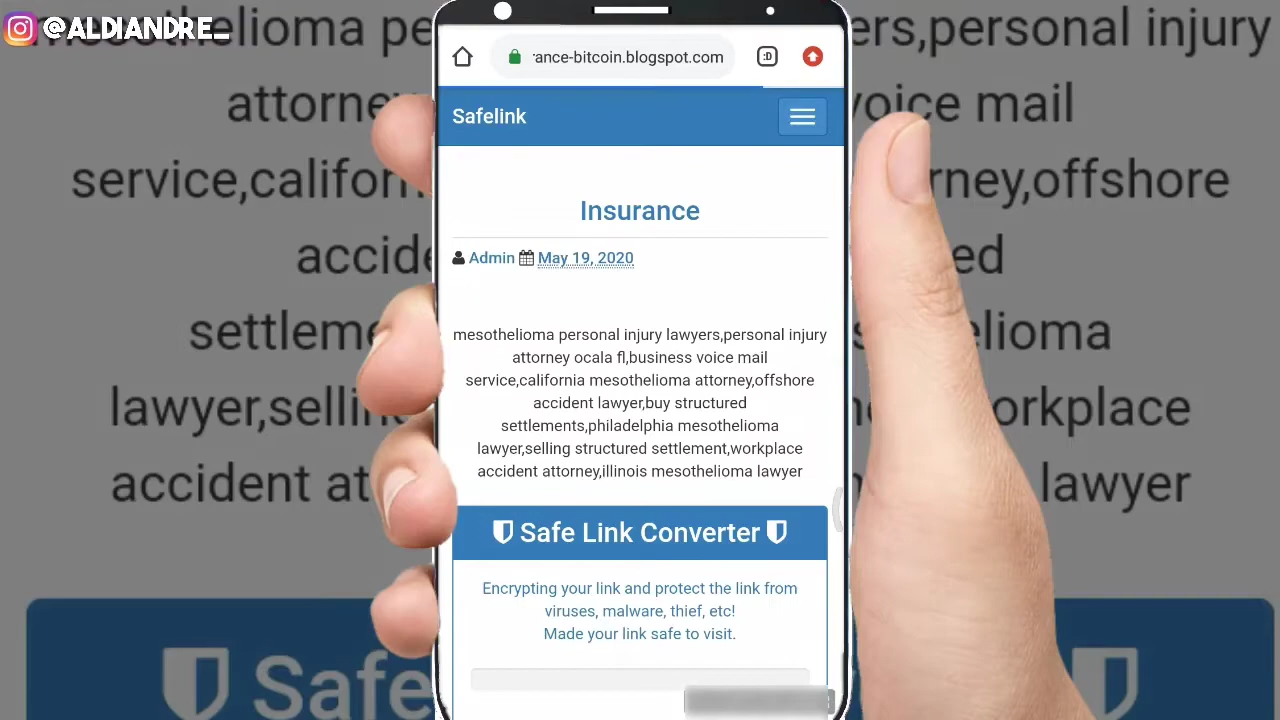 @ALDIANDRE_
:D
rance-bitcoin.blogspot.com
Safelink
Insurance
Admin May 19, 2020
mesothelioma personal injury lawyers,personal injury
attorney ocala fl,business voice mail
service,california mesothelioma attorney,offshore
accident lawyer,buy structured
settlements,philadelphia mesothelioma
lawyer,selling structured settlement,workplace
accident attorney,illinois mesothelioma lawyer
Safe Link Converter
Encrypting your link and protect the link from
viruses, malware, thief, etc!
Made your link safe to visit.